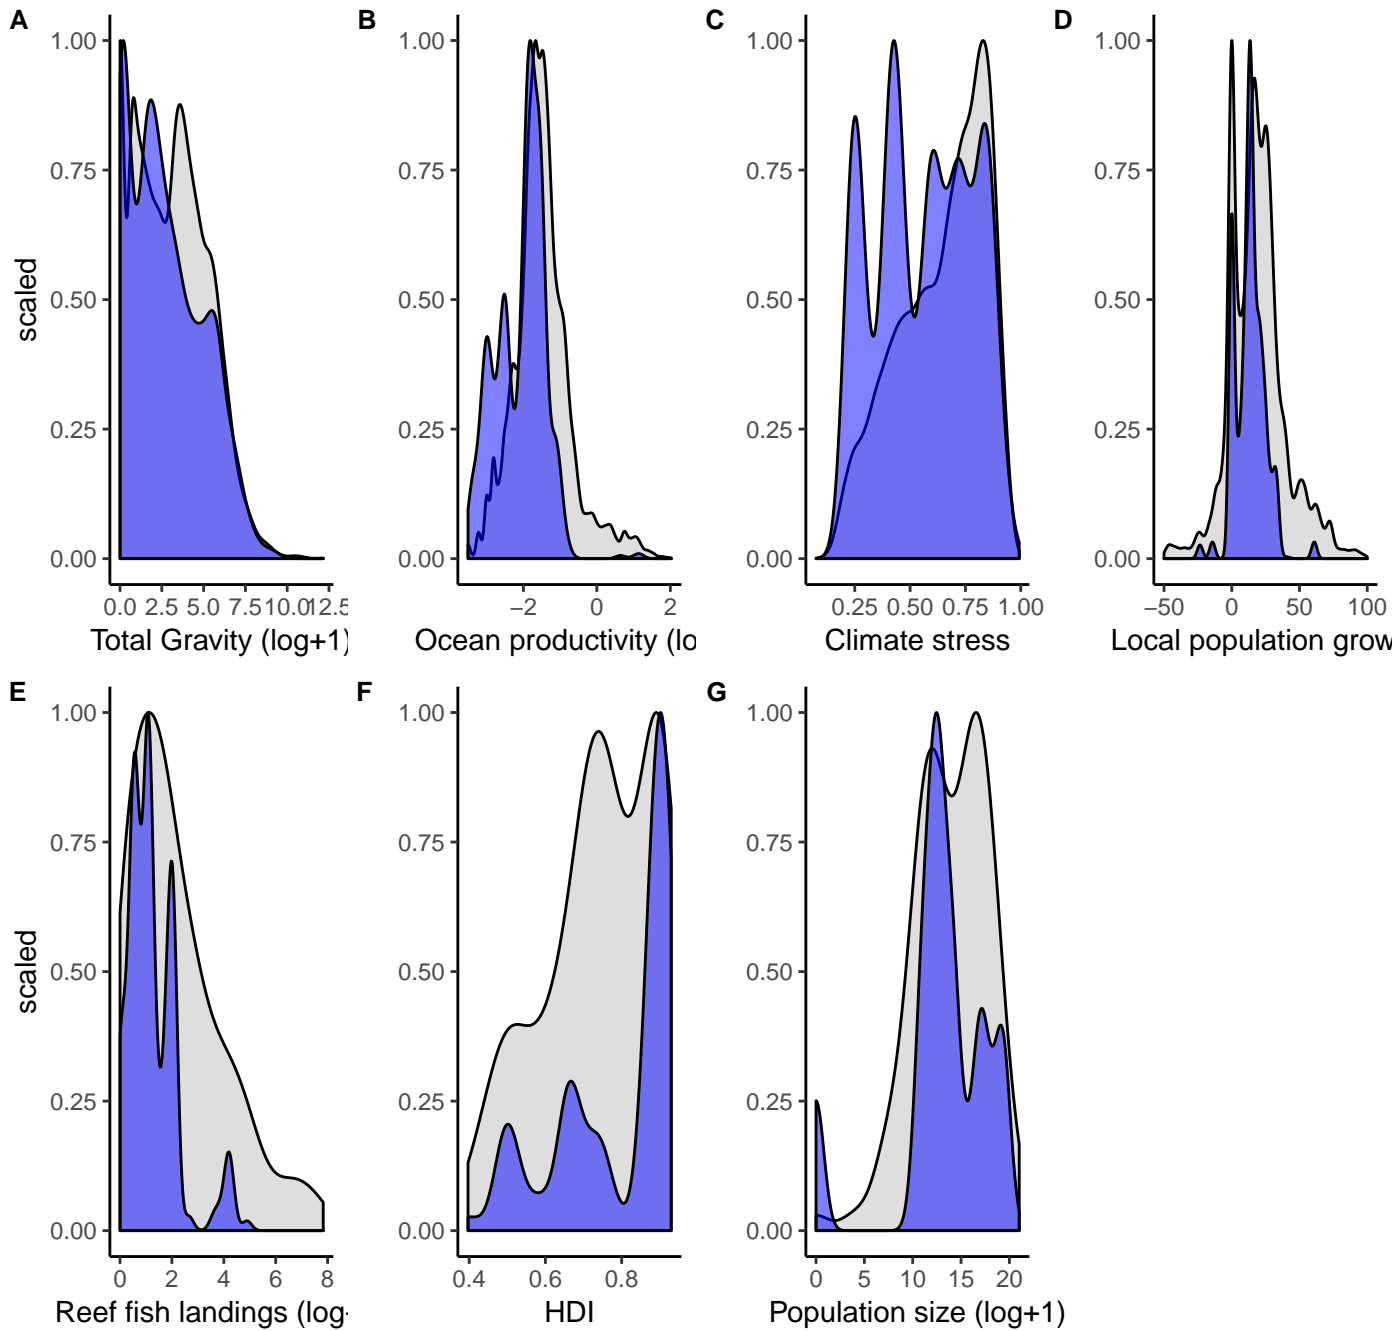 A
B
C
D
scaled
1.00
0.75
0.50
0.25
0.00
0.0 2.5 5.0 7.5 10.0 12.5
Total Gravity (log+1)
1.00
0.75
0.50
0.25
0.00
−2 0 2
Ocean productivity (lo
1.00
0.75
0.50
0.25
0.00
0.25 0.50 0.75 1.00
Climate stress
1.00
0.75
0.50
0.25
0.00
−50 0 50 100
Local population grow
E
F
G
scaled
1.00
0.75
0.50
0.25
0.00
0 2 4 6 8
Reef fish landings (log
1.00
0.75
0.50
0.25
0.00
0.4 0.6 0.8
HDI
1.00
0.75
0.50
0.25
0.00
0 5 10 15 20
Population size (log+1)